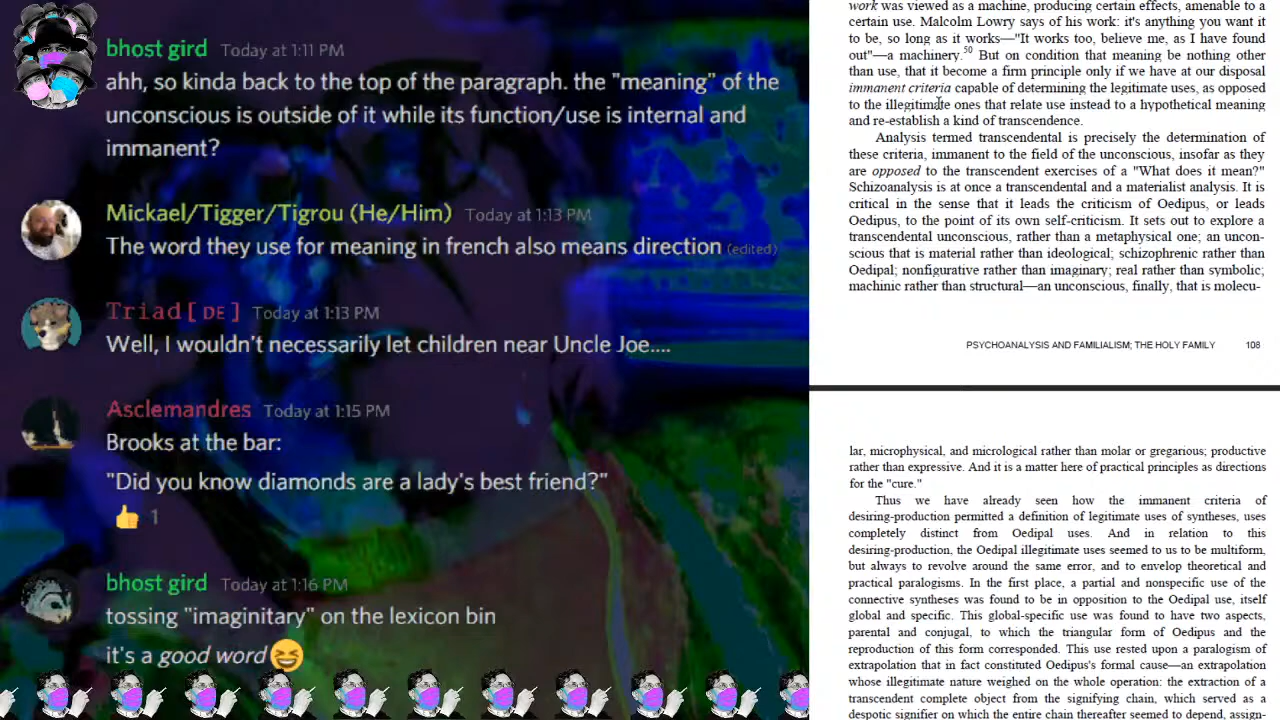 bhost gird Today at 1:11 PM
ahh, so kinda back to the top of the paragraph. the "meaning" of the
unconscious is outside of it while its function/use is internal and
immanent?
Mickael/Tigger/Tigrou (He/Him) Today at 1:13 PM
The word they use for meaning in french also means direction (edited)
Triad[DE] Today at 1:13 PM
Well, I wouldn't necessarily let children near Uncle Joe....
Asclemandres Today at 1:15 PM
Brooks at the bar:
"Did you know diamonds are a lady's best friend?"
👍 1
bhost gird Today at 1:16 PM
tossing "imaginitary" on the lexicon bin
it's a good word😆
work was viewed as a machine, producing certain effects, amenable to a
certain use. Malcolm Lowry says of his work: it's anything you want it
to be, so long as it works—"It works too, believe me, as I have found
out"—a machinery.50 But on condition that meaning be nothing other
than use, that it become a firm principle only if we have at our disposal
immanent criteria capable of determining the legitimate uses, as opposed
to the illegitimate ones that relate use instead to a hypothetical meaning
and re-establish a kind of transcendence.
Analysis termed transcendental is precisely the determination of
these criteria, immanent to the field of the unconscious, insofar as they
are opposed to the transcendent exercises of a "What does it mean?"
Schizoanalysis is at once a transcendental and a materialist analysis. It is
critical in the sense that it leads the criticism of Oedipus, or leads
Oedipus, to the point of its own self-criticism. It sets out to explore a
transcendental unconscious, rather than a metaphysical one; an uncon-
scious that is material rather than ideological; schizophrenic rather than
Oedipal; nonfigurative rather than imaginary; real rather than symbolic;
machinic rather than structural—an unconscious, finally, that is molecu-
PSYCHOANALYSIS AND FAMILIALISM; THE HOLY FAMILY 108
lar, microphysical, and micrological rather than molar or gregarious; productive
rather than expressive. And it is a matter here of practical principles as directions
for the "cure."
Thus we have already seen how the immanent criteria of
desiring-production permitted a definition of legitimate uses of syntheses, uses
completely distinct from Oedipal uses. And in relation to this
desiring-production, the Oedipal illegitimate uses seemed to us to be multiform,
but always to revolve around the same error, and to envelop theoretical and
practical paralogisms. In the first place, a partial and nonspecific use of the
connective syntheses was found to be in opposition to the Oedipal use, itself
global and specific. This global-specific use was found to have two aspects,
parental and conjugal, to which the triangular form of Oedipus and the
reproduction of this form corresponded. This use rested upon a paralogism of
extrapolation that in fact constituted Oedipus's formal cause—an extrapolation
whose illegitimate nature weighed on the whole operation: the extraction of a
transcendent complete object from the signifying chain, which served as a
despotic signifier on which the entire chain thereafter seemed to depend, assign-